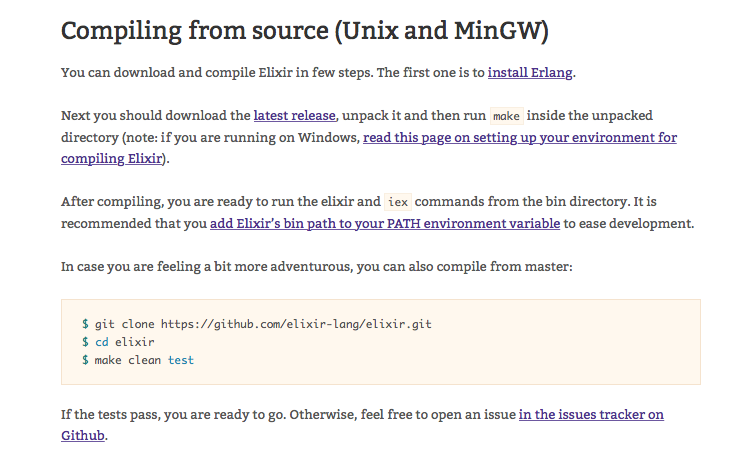 Compiling from source (Unix and MinGW)
You can download and compile Elixir in few steps. The first one is to install Erlang.
Next you should download the latest release, unpack it and then run make inside the unpacked
directory (note: if you are running on Windows, read this page on setting up your environment for
compiling Elixir).
After compiling, you are ready to run the elixir and iex commands from the bin directory. It is
recommended that you add Elixir’s bin path to your PATH environment variable to ease development.
In case you are feeling a bit more adventurous, you can also compile from master:
$ git clone https://github.com/elixir-lang/elixir.git
$ cd elixir
$ make clean test
If the tests pass, you are ready to go. Otherwise, feel free to open an issue in the issues tracker on
Github.